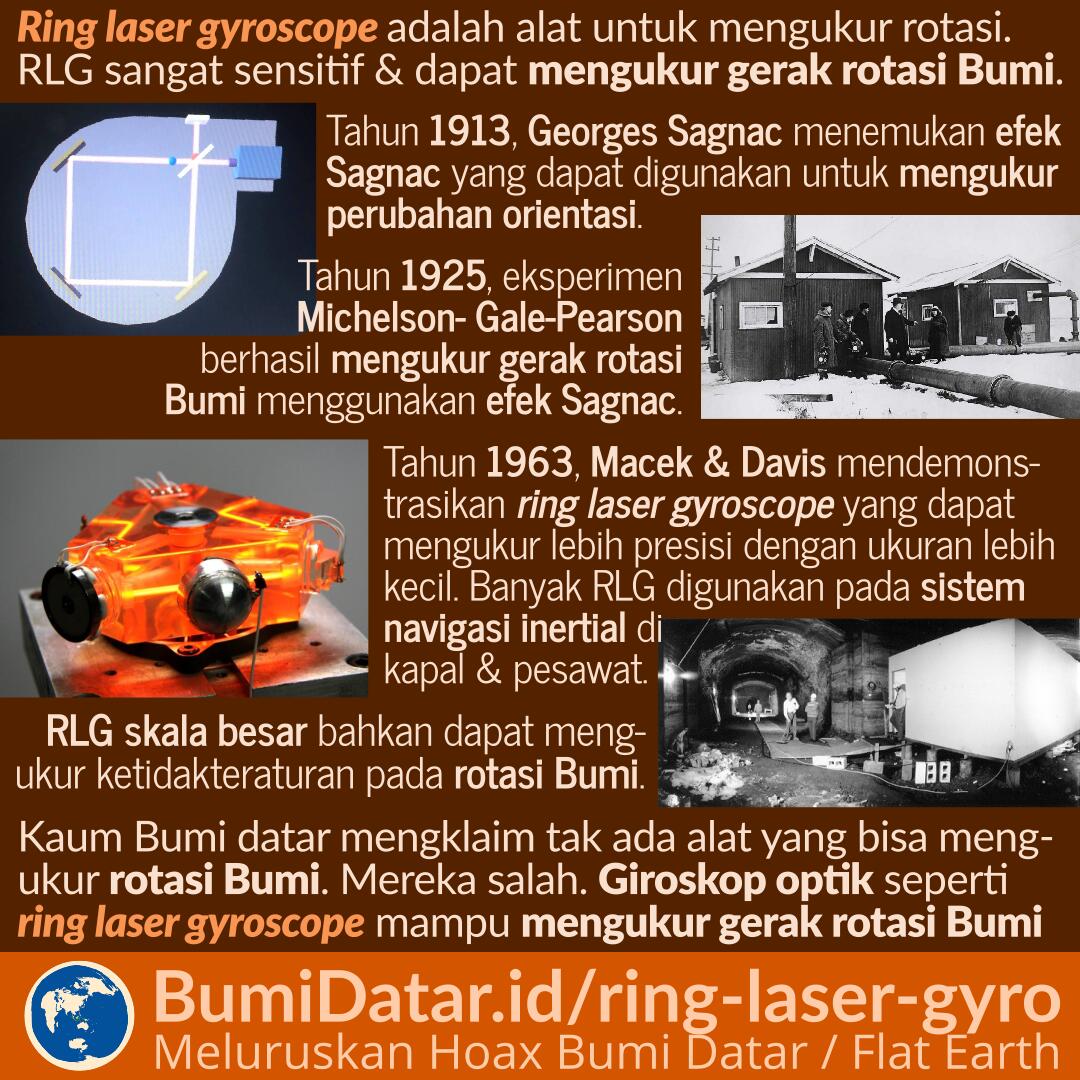 Ring laser gyroscope adalah alat untuk mengukur rotasi.
RLG sangat sensitif & dapat mengukur gerak rotasi Bumi.
Tahun 1913, Georges Sagnac menemukan efek
Sagnac yang dapat digunakan untuk mengukur
perubahan orientasi.
Tahun 1925, eksperimen
Michelson- Gale-Pearson
berhasil mengukur gerak rotasi
Bumi menggunakan efek Sagnac.
Tahun 1963, Macek & Davis mendemons-
trasikan ring laser gyroscope yang dapat
mengukur lebih presisi dengan ukuran lebih
kecil. Banyak RLG digunakan pada sistem
navigasi inertial di
kapal & pesawat.
RLG skala besar bahkan dapat meng-
ukur ketidakteraturan pada rotasi Bumi.
Kaum Bumi datar mengklaim tak ada alat yang bisa meng-
ukur rotasi Bumi. Mereka salah. Giroskop optik seperti
ring laser gyroscope mampu mengukur gerak rotasi Bumi
BumiDatar.id/ring-laser-gyro
Meluruskan Hoax Bumi Datar / Flat Earth